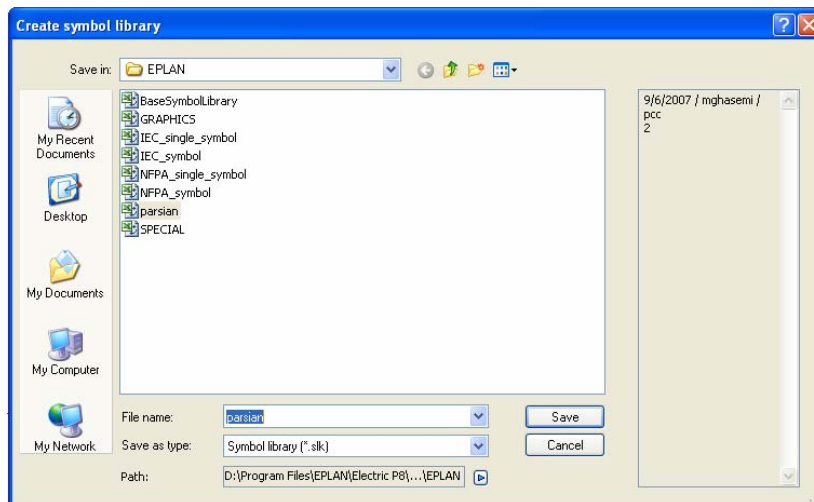 Create symbol library
Save in:
EPLAN
My Recent
Documents
Desktop
My Documents
My Computer
My Network
BaseSymbolLibrary
GRAPHICS
IEC_single_symbol
IEC_symbol
NFPA_single_symbol
NFPA_symbol
parsian
SPECIAL
9/6/2007 / mghasemi /
pcc
2
File name:
parsian
Save
Save as type:
Symbol library (*.slk)
Cancel
Path:
D:\Program Files\EPLAN\Electric P8\...\EPLAN